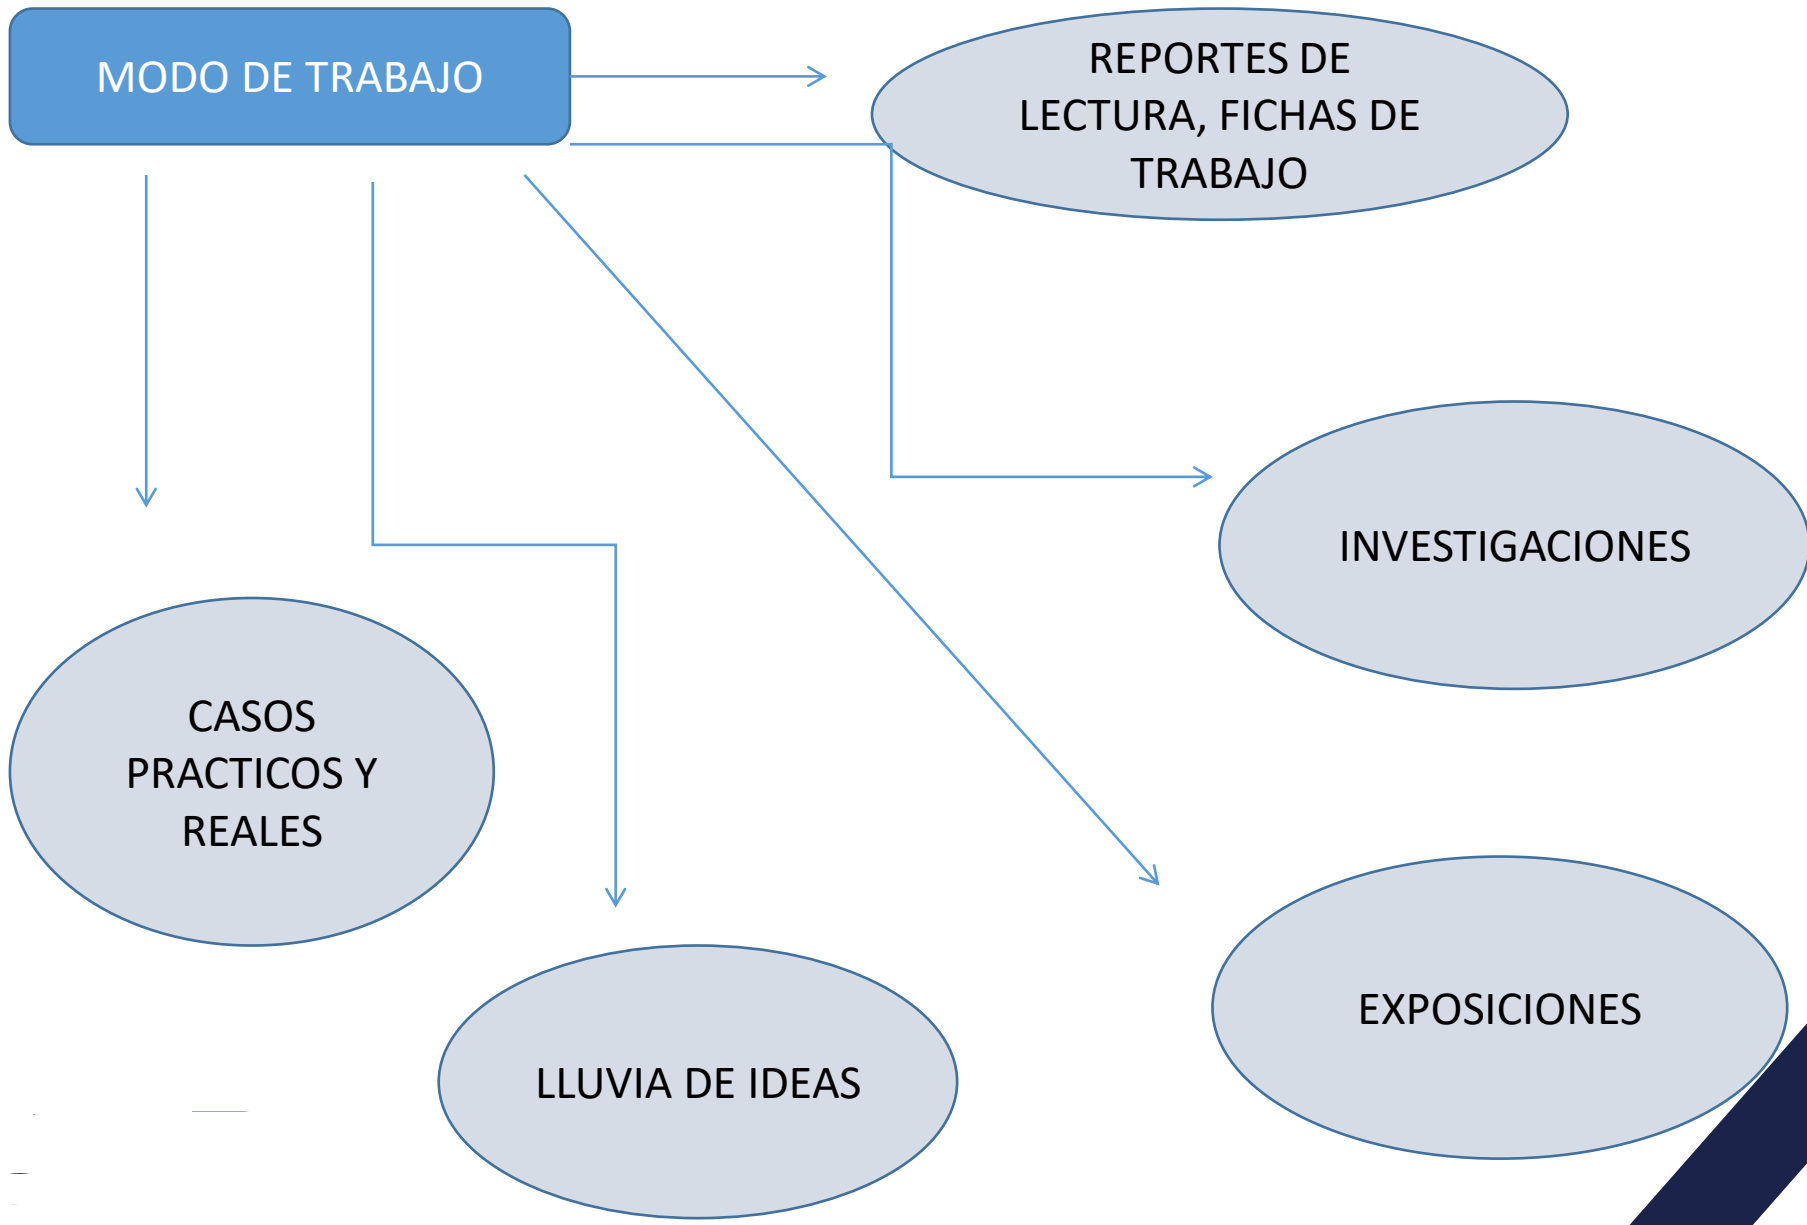 MODO DE TRABAJO
REPORTES DE
LECTURA, FICHAS DE
TRABAJO
INVESTIGACIONES
CASOS
PRACTICOS Y
REALES
EXPOSICIONES
LLUVIA DE IDEAS